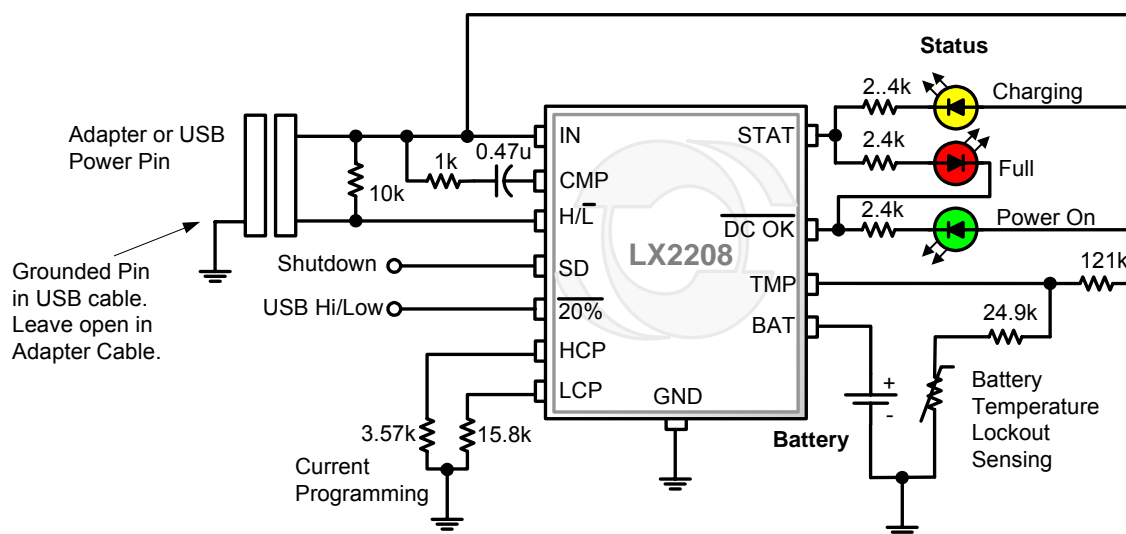 Status
2..4k
Charging
Adapter or USB
Power Pin
IN
STAT
1k
0.47u
2.4k
Full
10k
CMP
H/L
DC OK
2.4k
Power On
LX2208
Grounded Pin
in USB cable.
Leave open in
Adapter Cable.
Shutdown
SD
TMP
121k
USB Hi/Low
20%
BAT
24.9k
HCP
LCP
GND
+
-
Battery
Temperature
Lockout
Sensing
3.57k
15.8k
Battery
Current
Programming